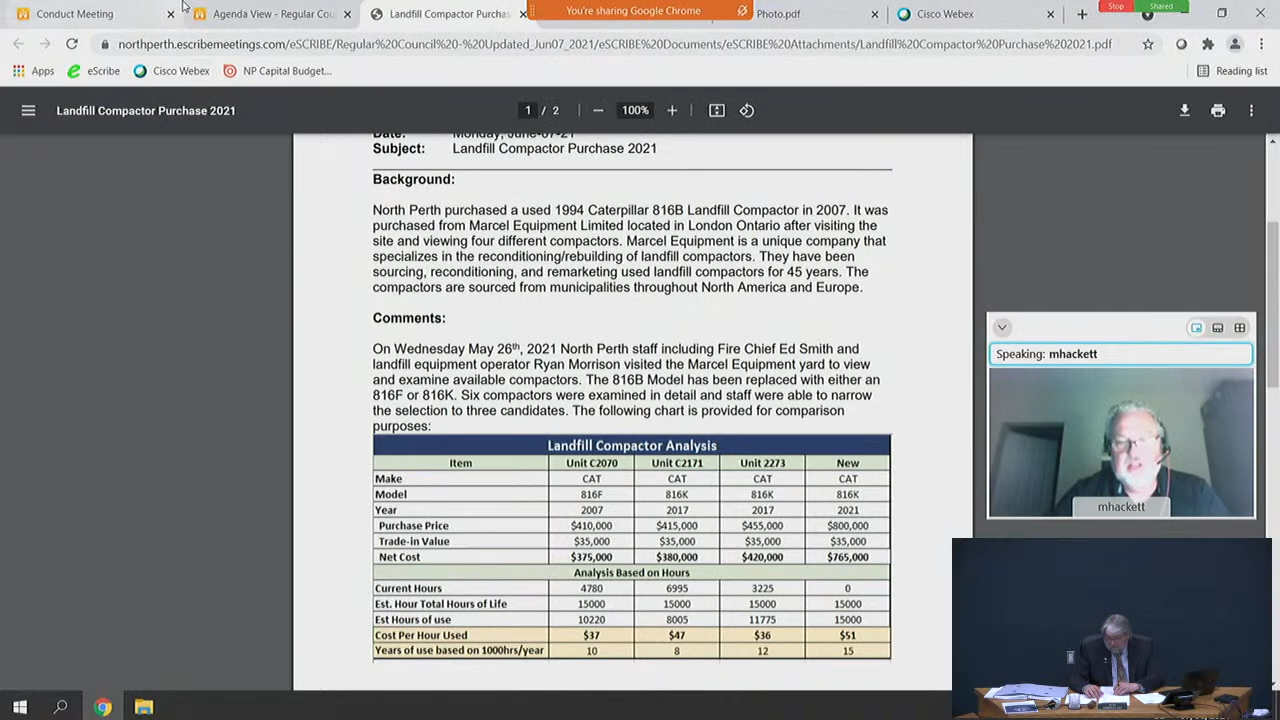 Conduct Meeting
Agenda View - Regular Cou
Landfill Compactor Purchas
You're sharing Google Chrome
Photo.pdf
Cisco Webex
Stop
Shared
northperth.escribemeetings.com/eSCRIBE/Regular%20Council%20-%20Updated_Jun07_2021/eSCRIBE%20Documents/eSCRIBE%20Attachments/Landfill%20Compactor%20Purchase%202021.pdf
Apps
eScribe
Cisco Webex
NP Capital Budget...
Reading list
Landfill Compactor Purchase 2021
1 / 2
100%
Date: Monday, June-07-21
Subject: Landfill Compactor Purchase 2021
Background:
North Perth purchased a used 1994 Caterpillar 816B Landfill Compactor in 2007. It was
purchased from Marcel Equipment Limited located in London Ontario after visiting the
site and viewing four different compactors. Marcel Equipment is a unique company that
specializes in the reconditioning/rebuilding of landfill compactors. They have been
sourcing, reconditioning, and remarketing used landfill compactors for 45 years. The
compactors are sourced from municipalities throughout North America and Europe.
Comments:
On Wednesday May 26th, 2021 North Perth staff including Fire Chief Ed Smith and
landfill equipment operator Ryan Morrison visited the Marcel Equipment yard to view
and examine available compactors. The 816B Model has been replaced with either an
816F or 816K. Six compactors were examined in detail and staff were able to narrow
the selection to three candidates. The following chart is provided for comparison
purposes:
Landfill Compactor Analysis
Item Unit C2070 Unit C2171 Unit 2273 New
Make CAT CAT CAT CAT
Model 816F 816K 816K 816K
Year 2007 2017 2017 2021
Purchase Price $410,000 $415,000 $455,000 $800,000
Trade-in Value $35,000 $35,000 $35,000 $35,000
Net Cost $375,000 $380,000 $420,000 $765,000
Analysis Based on Hours
Current Hours 4780 6995 3225 0
Est. Hour Total Hours of Life 15000 15000 15000 15000
Est Hours of use 10220 8005 11775 15000
Cost Per Hour Used $37 $47 $36 $51
Years of use based on 1000hrs/year 10 8 12 15
Speaking: mhackett
mhackett